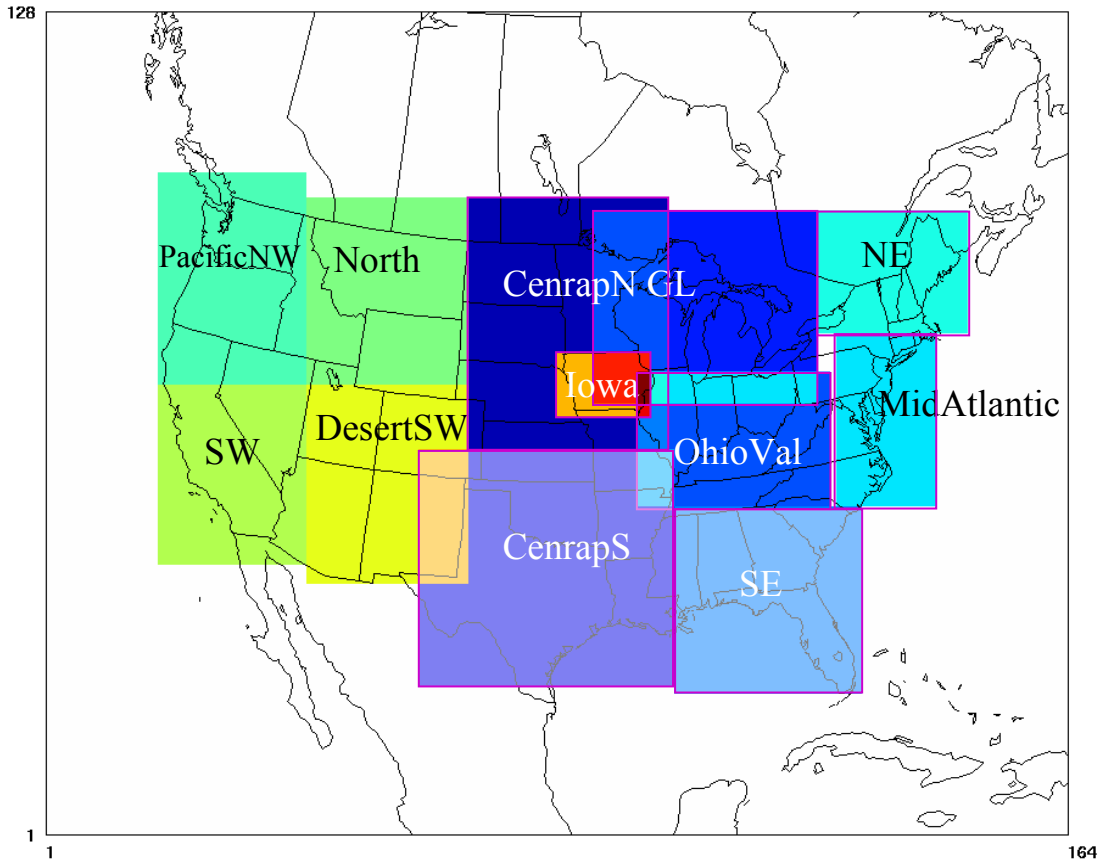 128
PacificNW
North
CenrapN
GL
NE
Iowa
DesertSW
MidAtlantic
SW
OhioVal
CenrapS
SE
1
1
164